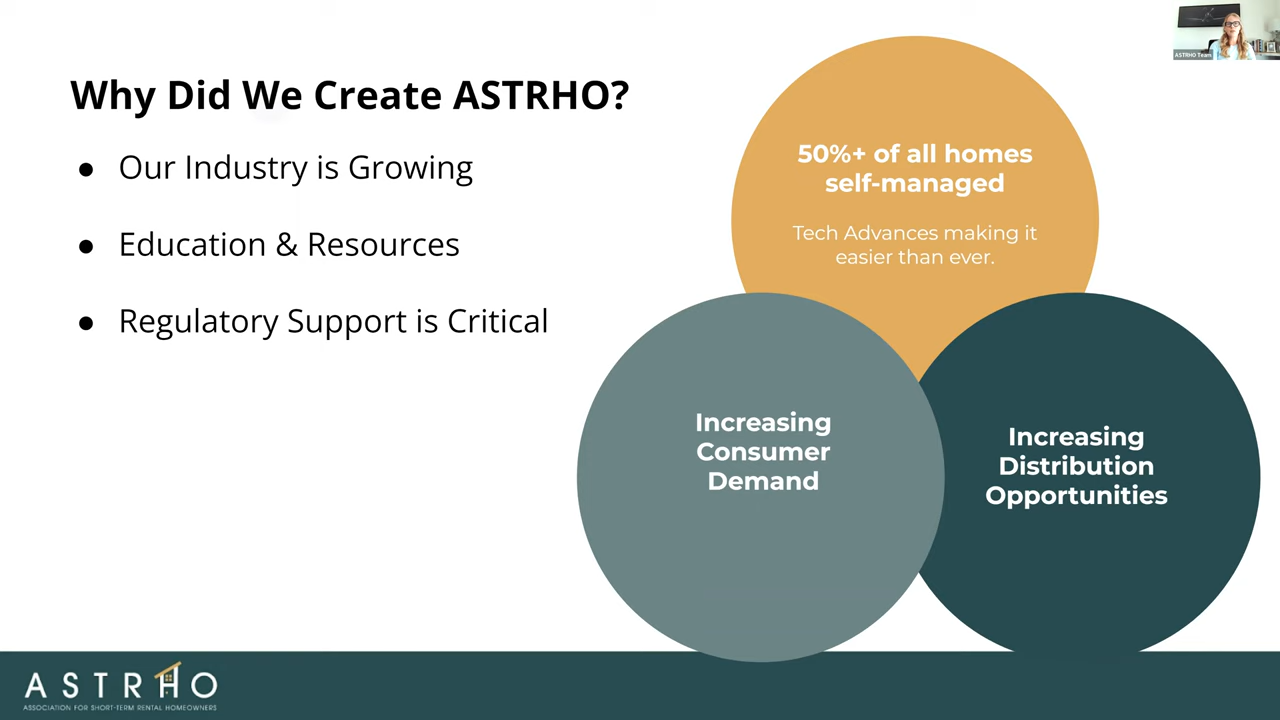 Why Did We Create ASTRHO?
● Our Industry is Growing
● Education & Resources
● Regulatory Support is Critical
50%+ of all homes
self-managed
Tech Advances making it
easier than ever.
Increasing
Consumer
Demand
Increasing
Distribution
Opportunities
ASTRHO Team
ASTRHO
ASSOCIATION FOR SHORT-TERM RENTAL HOMEOWNERS